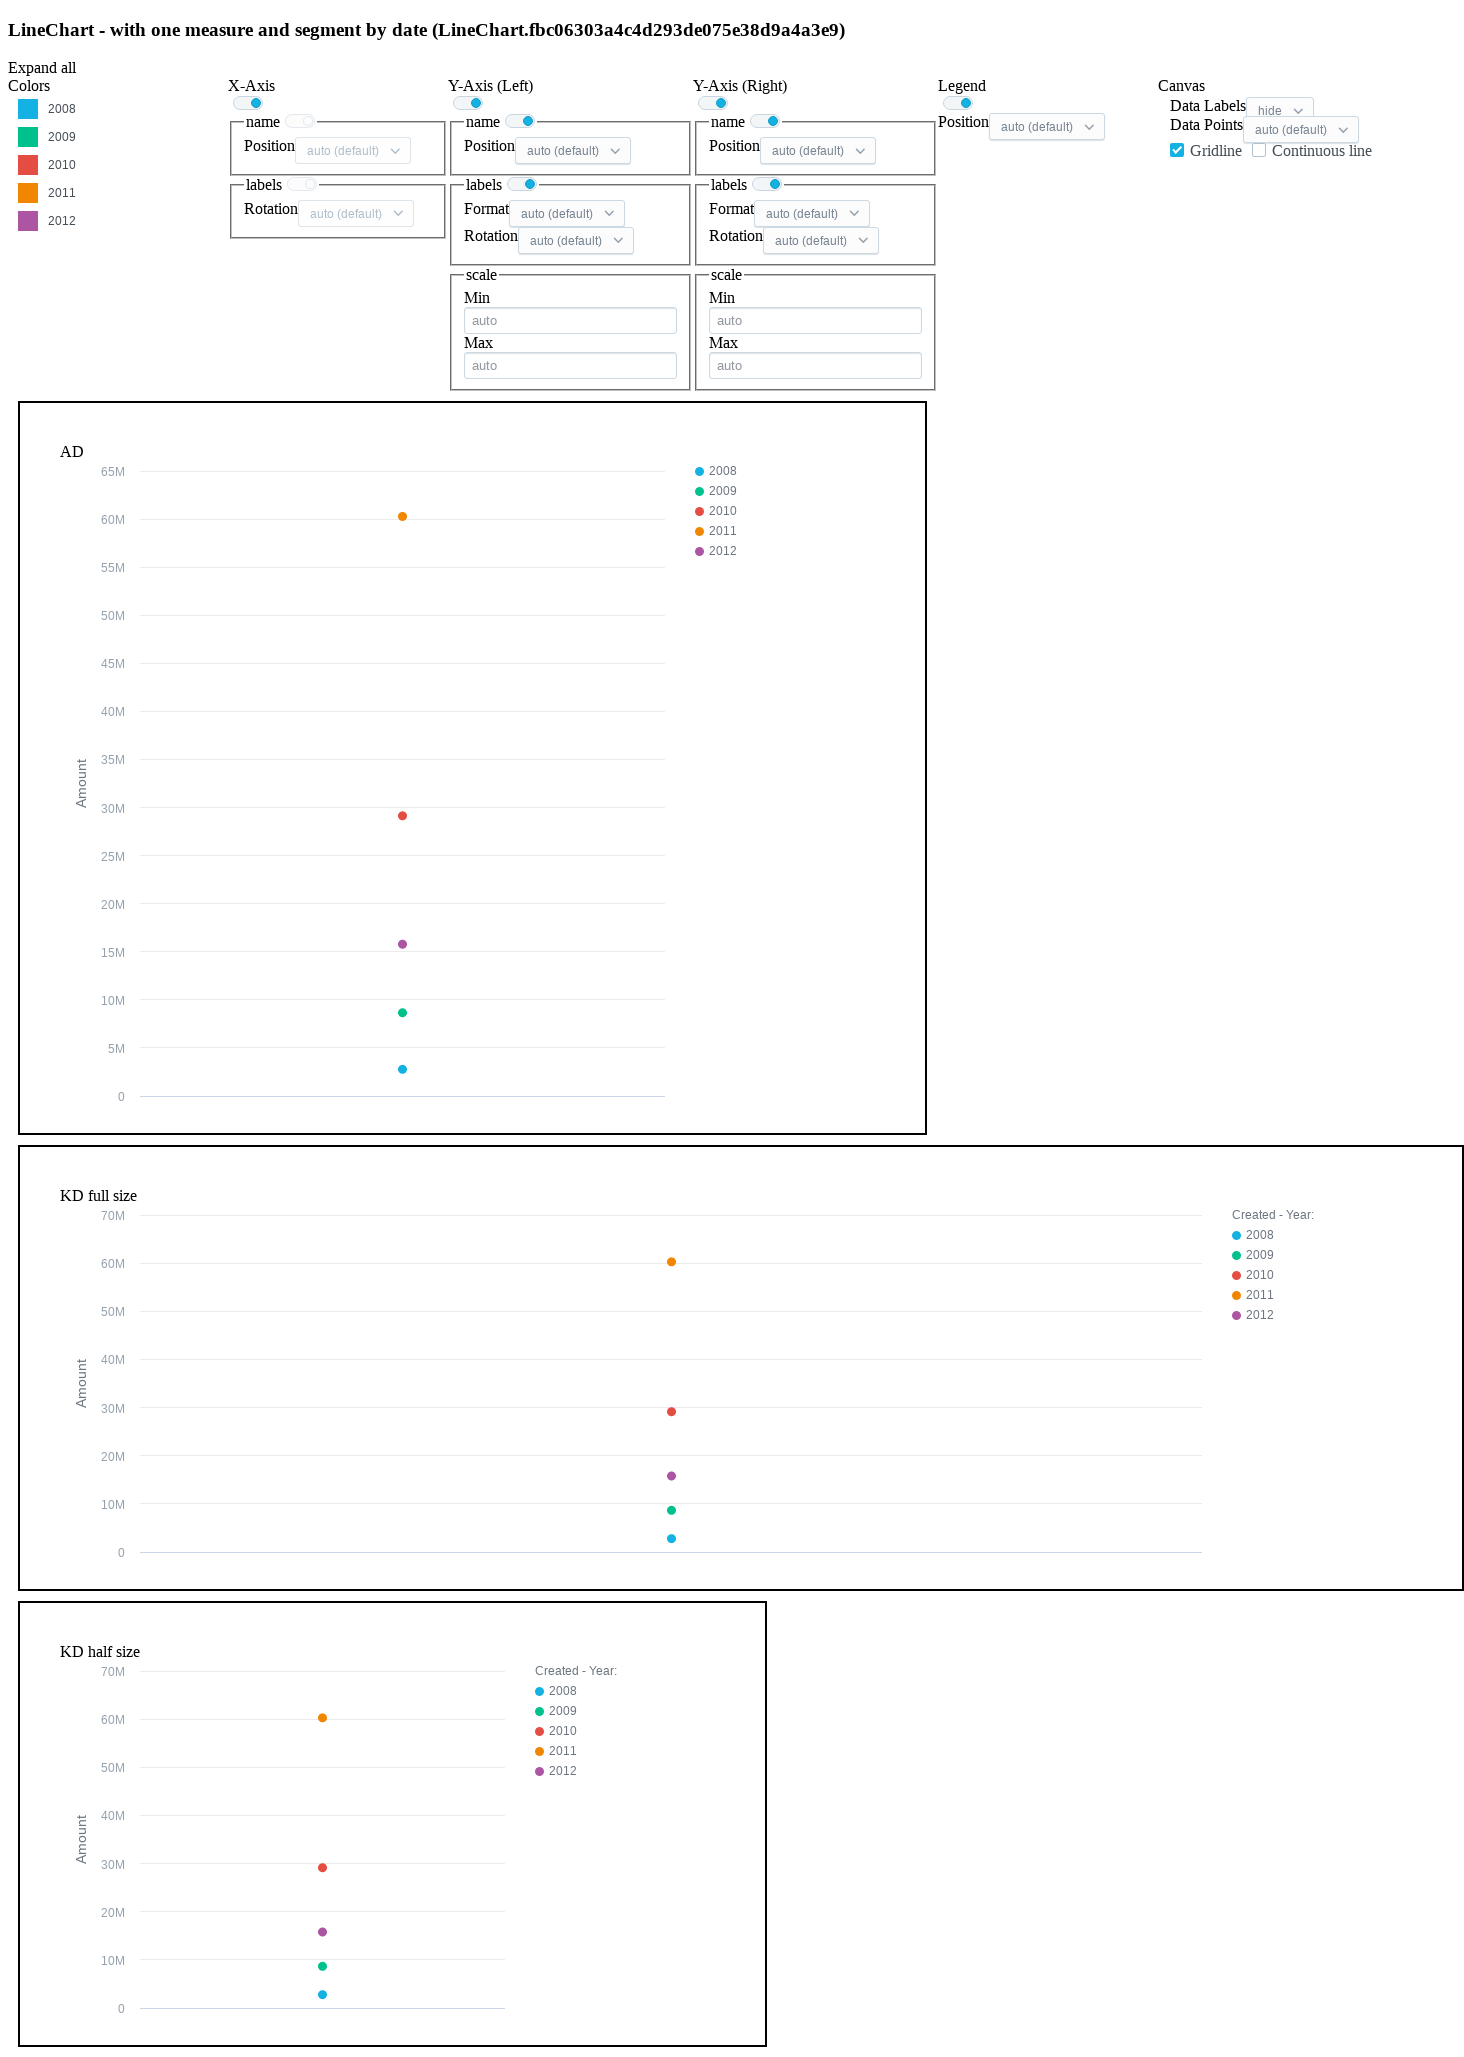 LineChart - with one measure and segment by date (LineChart.fbc06303a4c4d293de075e38d9a4a3e9)
Expand all
Colors
2008
2009
2010
2011
2012
X-Axis
name
Position auto (default)
labels
Rotation auto (default)
Y-Axis (Left)
name
Position auto (default)
labels
Format auto (default)
Rotation auto (default)
scale
Min
auto
Max
auto
Y-Axis (Right)
name
Position auto (default)
labels
Format auto (default)
Rotation auto (default)
scale
Min
auto
Max
auto
Legend
Position auto (default)
Canvas
Data Labels hide
Data Points auto (default)
Gridline Continuous line
AD
65M
60M
55M
50M
45M
40M
35M
30M
25M
20M
15M
10M
5M
0
Amount
2008
2009
2010
2011
2012
KD full size
70M
60M
50M
40M
30M
20M
10M
0
Amount
Created - Year:
2008
2009
2010
2011
2012
KD half size
70M
60M
50M
40M
30M
20M
10M
0
Amount
Created - Year:
2008
2009
2010
2011
2012